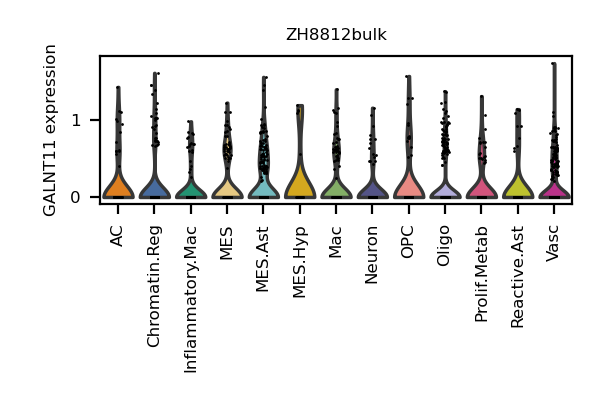 ZH8812bulk
GALNT11 expression
1
0
AC
Chromatin.Reg
Inflammatory.Mac
MES
MES.Ast
MES.Hyp
Mac
Neuron
OPC
Oligo
Prolif.Metab
Reactive.Ast
Vasc